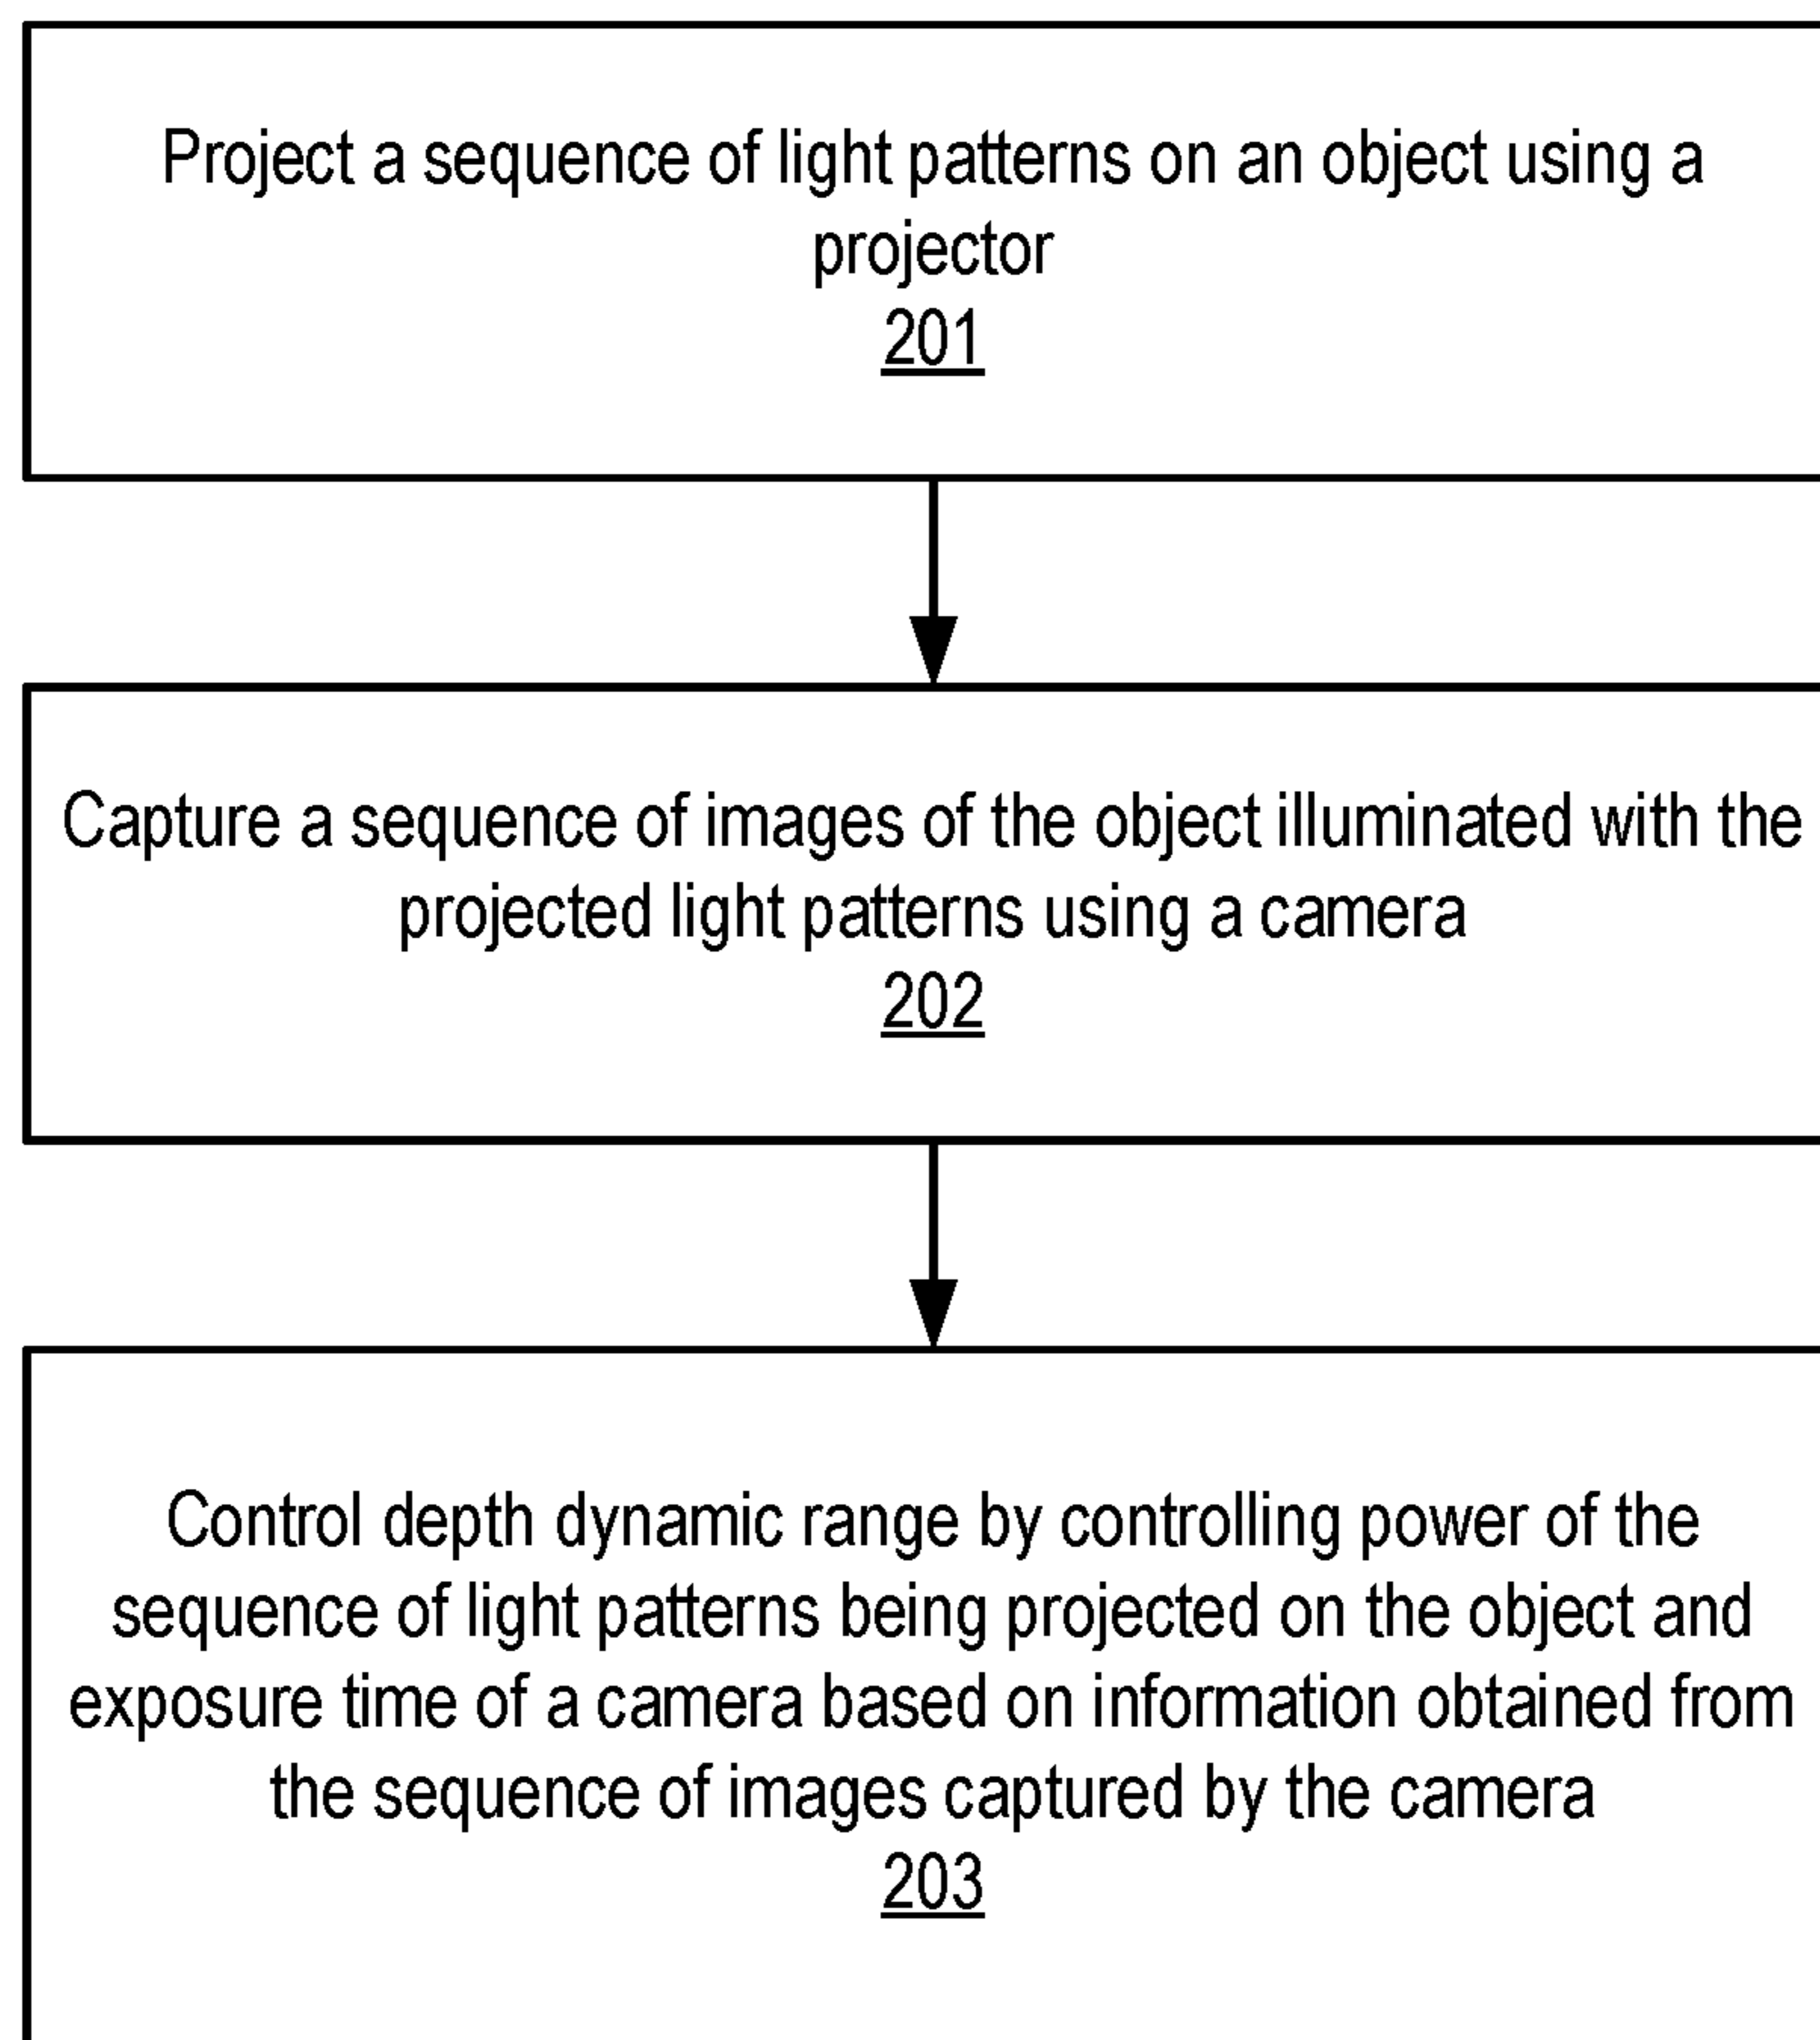 Project a sequence of light patterns on an object using a
projector
201
Capture a sequence of images of the object illuminated with the
projected light patterns using a camera
202
Control depth dynamic range by controlling power of the
sequence of light patterns being projected on the object and
exposure time of a camera based on information obtained from
the sequence of images captured by the camera
203